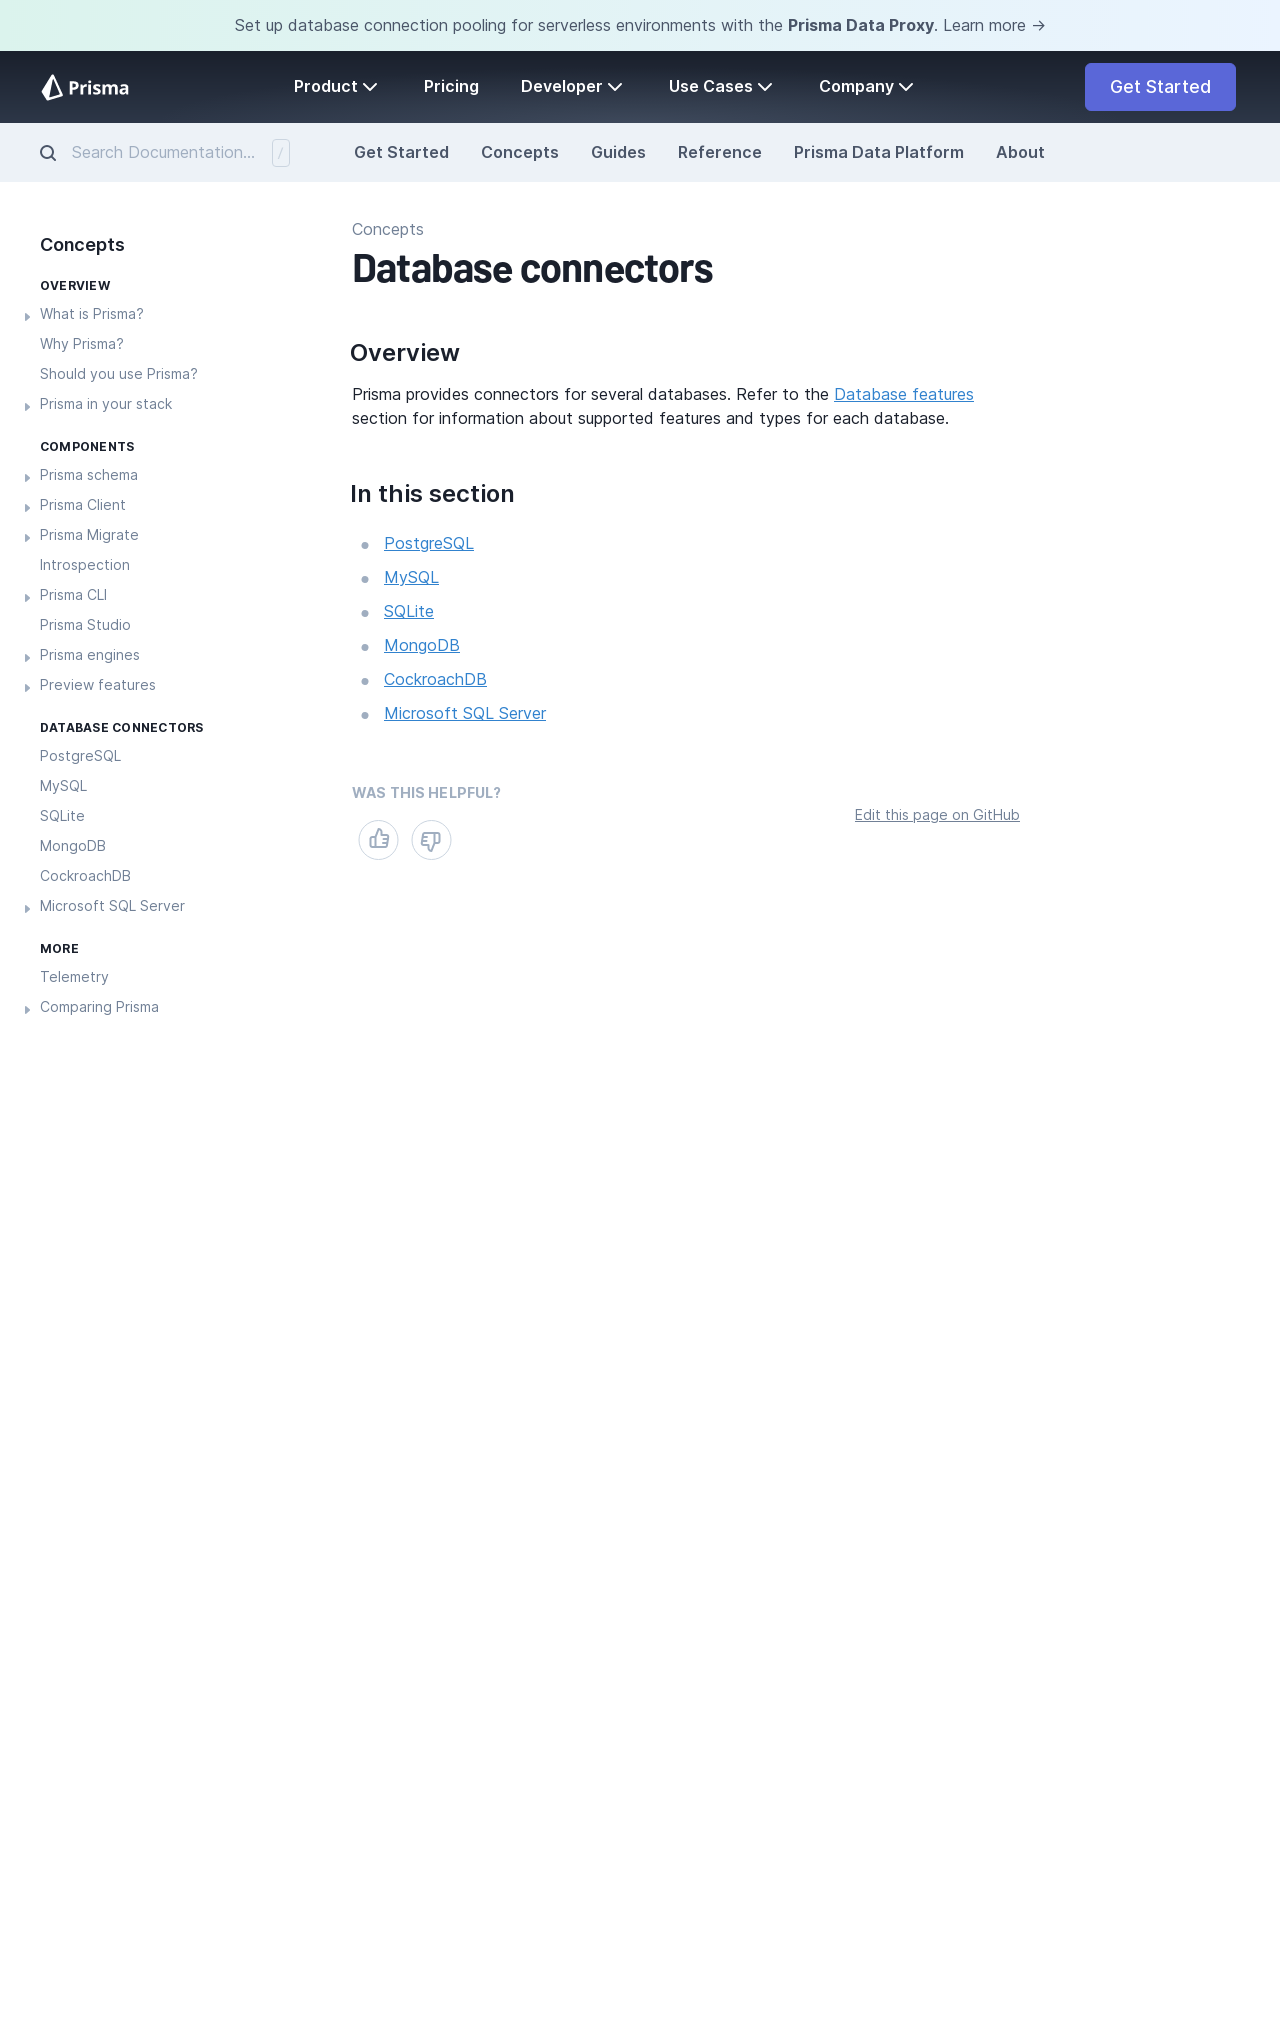 Set up database connection pooling for serverless environments with the Prisma Data Proxy. Learn more →
Prisma
Product
Pricing
Developer
Use Cases
Company
Get Started
Search Documentation...
/
Get Started
Concepts
Guides
Reference
Prisma Data Platform
About
Concepts
OVERVIEW
What is Prisma?
Why Prisma?
Should you use Prisma?
Prisma in your stack
COMPONENTS
Prisma schema
Prisma Client
Prisma Migrate
Introspection
Prisma CLI
Prisma Studio
Prisma engines
Preview features
DATABASE CONNECTORS
PostgreSQL
MySQL
SQLite
MongoDB
CockroachDB
Microsoft SQL Server
MORE
Telemetry
Comparing Prisma
Concepts
Database connectors
Overview
Prisma provides connectors for several databases. Refer to the Database features
section for information about supported features and types for each database.
In this section
PostgreSQL
MySQL
SQLite
MongoDB
CockroachDB
Microsoft SQL Server
WAS THIS HELPFUL?
Edit this page on GitHub